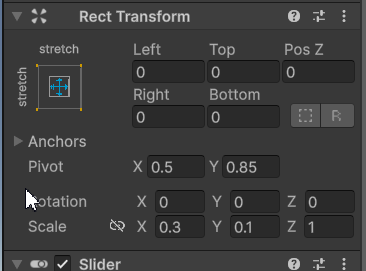 Rect Transform
stretch
Left Top Pos Z
stretch
0 0 0
Right Bottom
0 0 R
Anchors
Pivot X 0.5 Y 0.85
X 0 Y 0 Z 0
Scale X 0.3 Y 0.1 Z 1
Slider